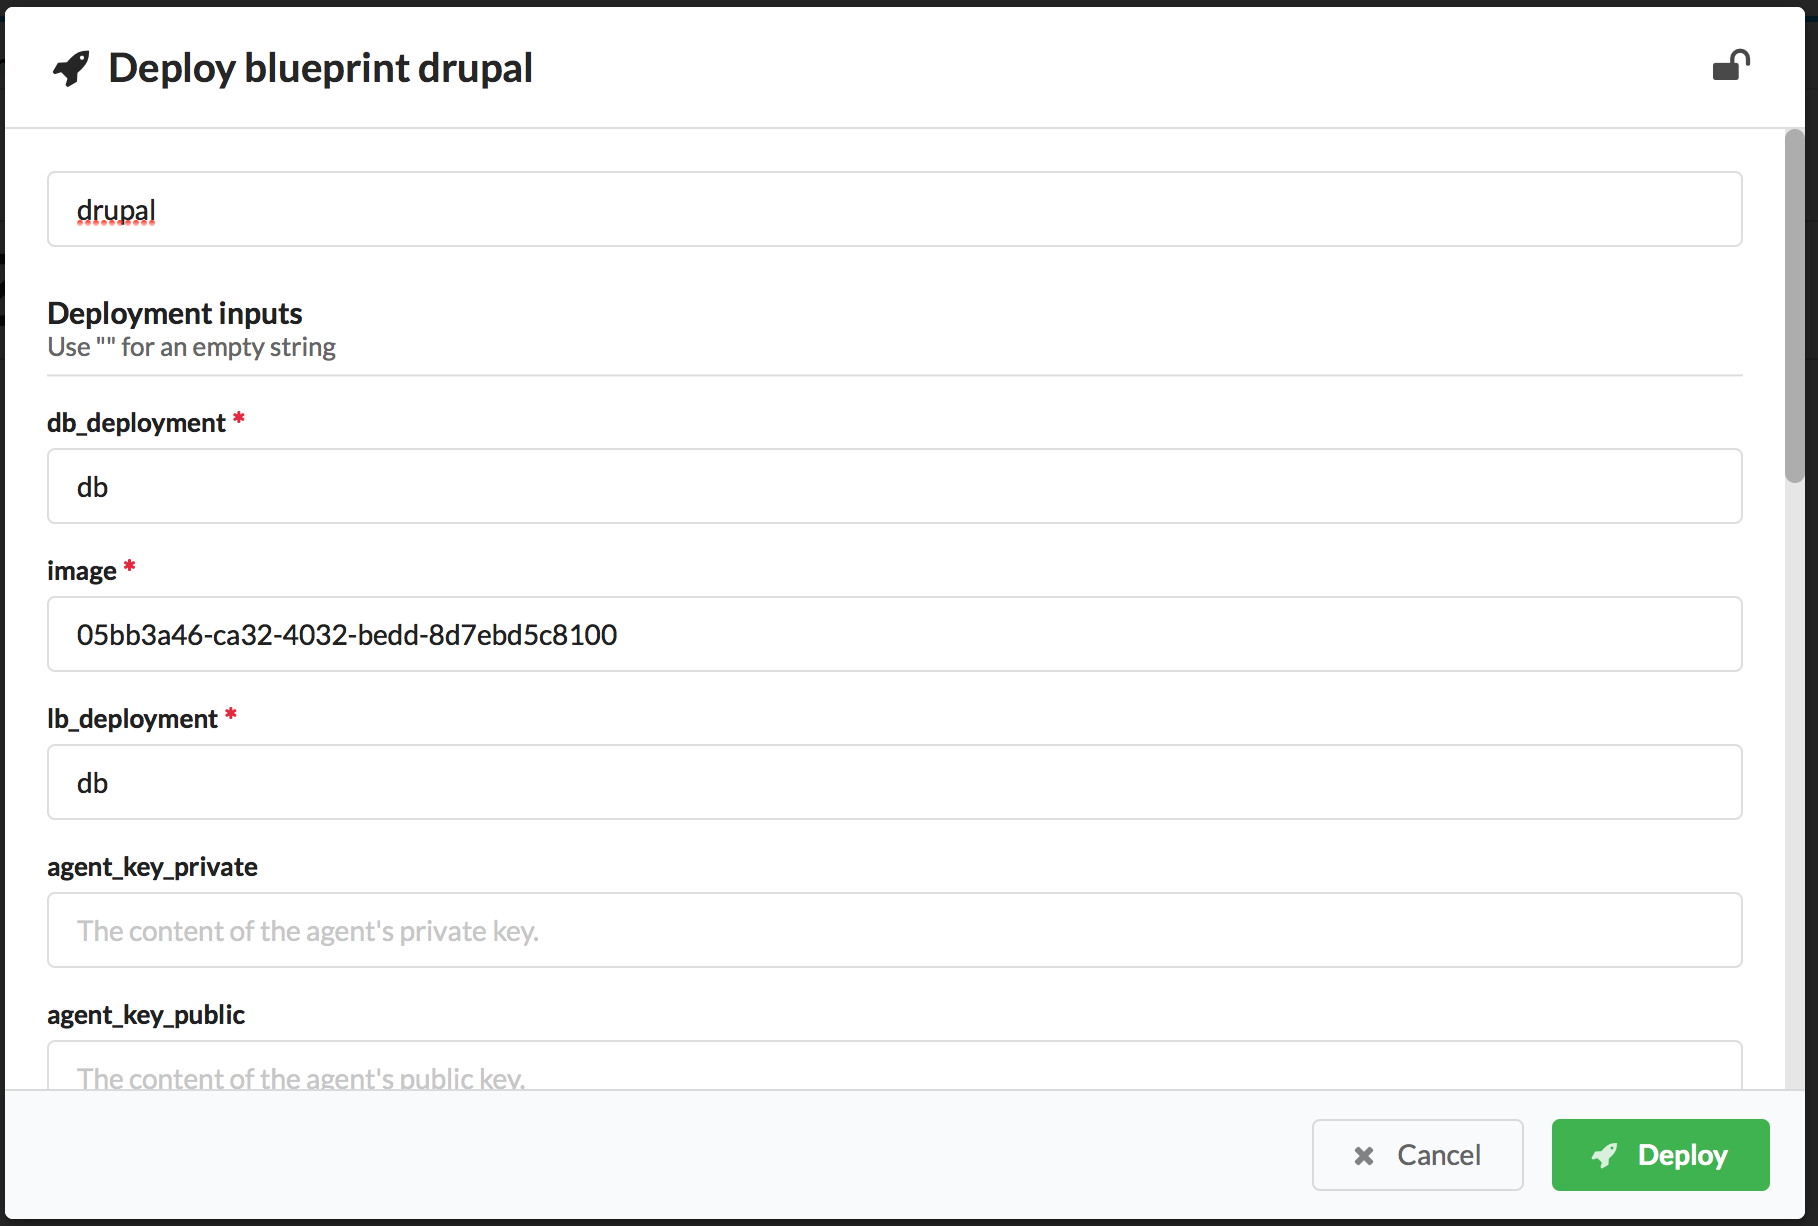 Deploy blueprint drupal
drupal
Deployment inputs
Use "" for an empty string
db_deployment *
db
image *
05bb3a46-ca32-4032-bedd-8d7ebd5c8100
lb_deployment *
db
agent_key_private
The content of the agent's private key.
agent_key_public
The content of the agent's public key.
Cancel
Deploy